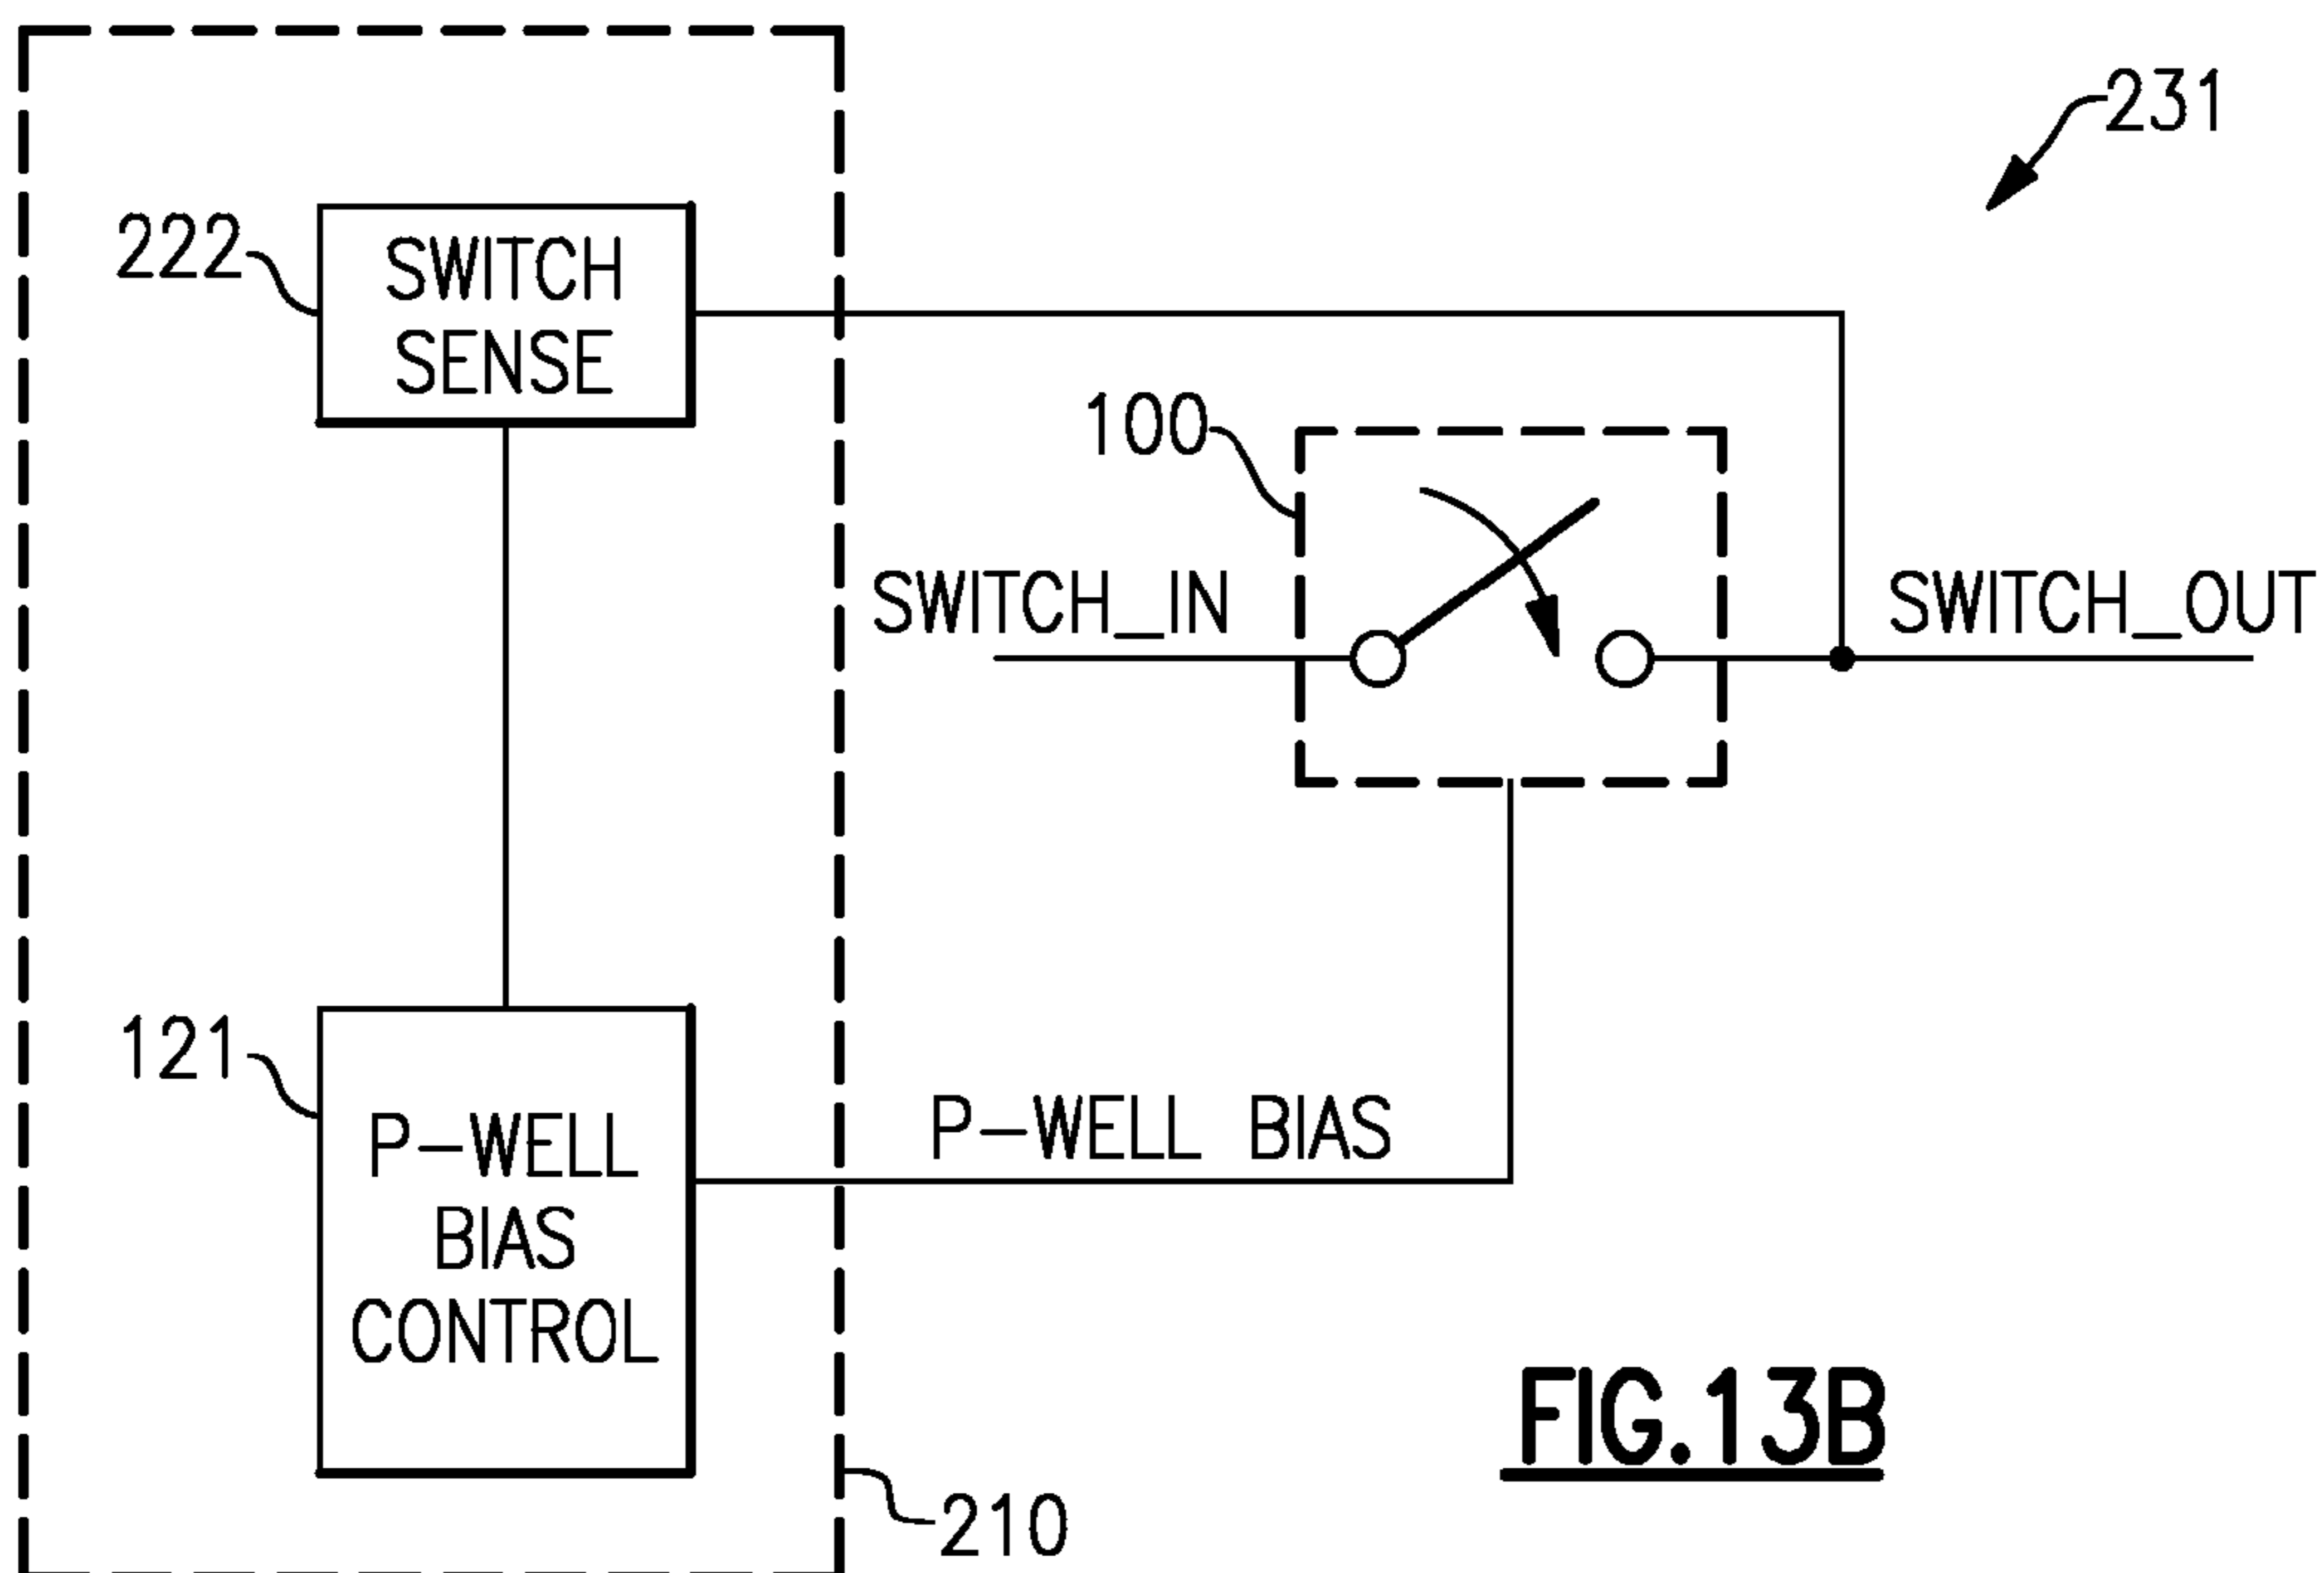 231
222
SWITCH
SENSE
100
SWITCH_IN
SWITCH_OUT
121
P-WELL
BIAS
CONTROL
P-WELL BIAS
210
FIG.13B